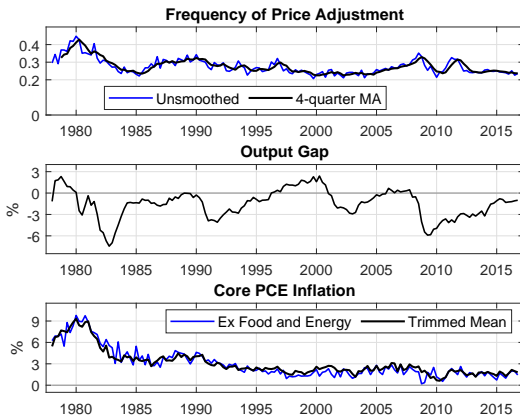 Frequency of Price Adjustment
0.4
0.3
0.2
0
Unsmoothed 4-quarter MA
1980 1985 1990 1995 2000 2005 2010 2015
Output Gap
%
3
0
-3
-6
1980 1985 1990 1995 2000 2005 2010 2015
Core PCE Inflation
%
9
6
3
0
Ex Food and Energy Trimmed Mean
1980 1985 1990 1995 2000 2005 2010 2015